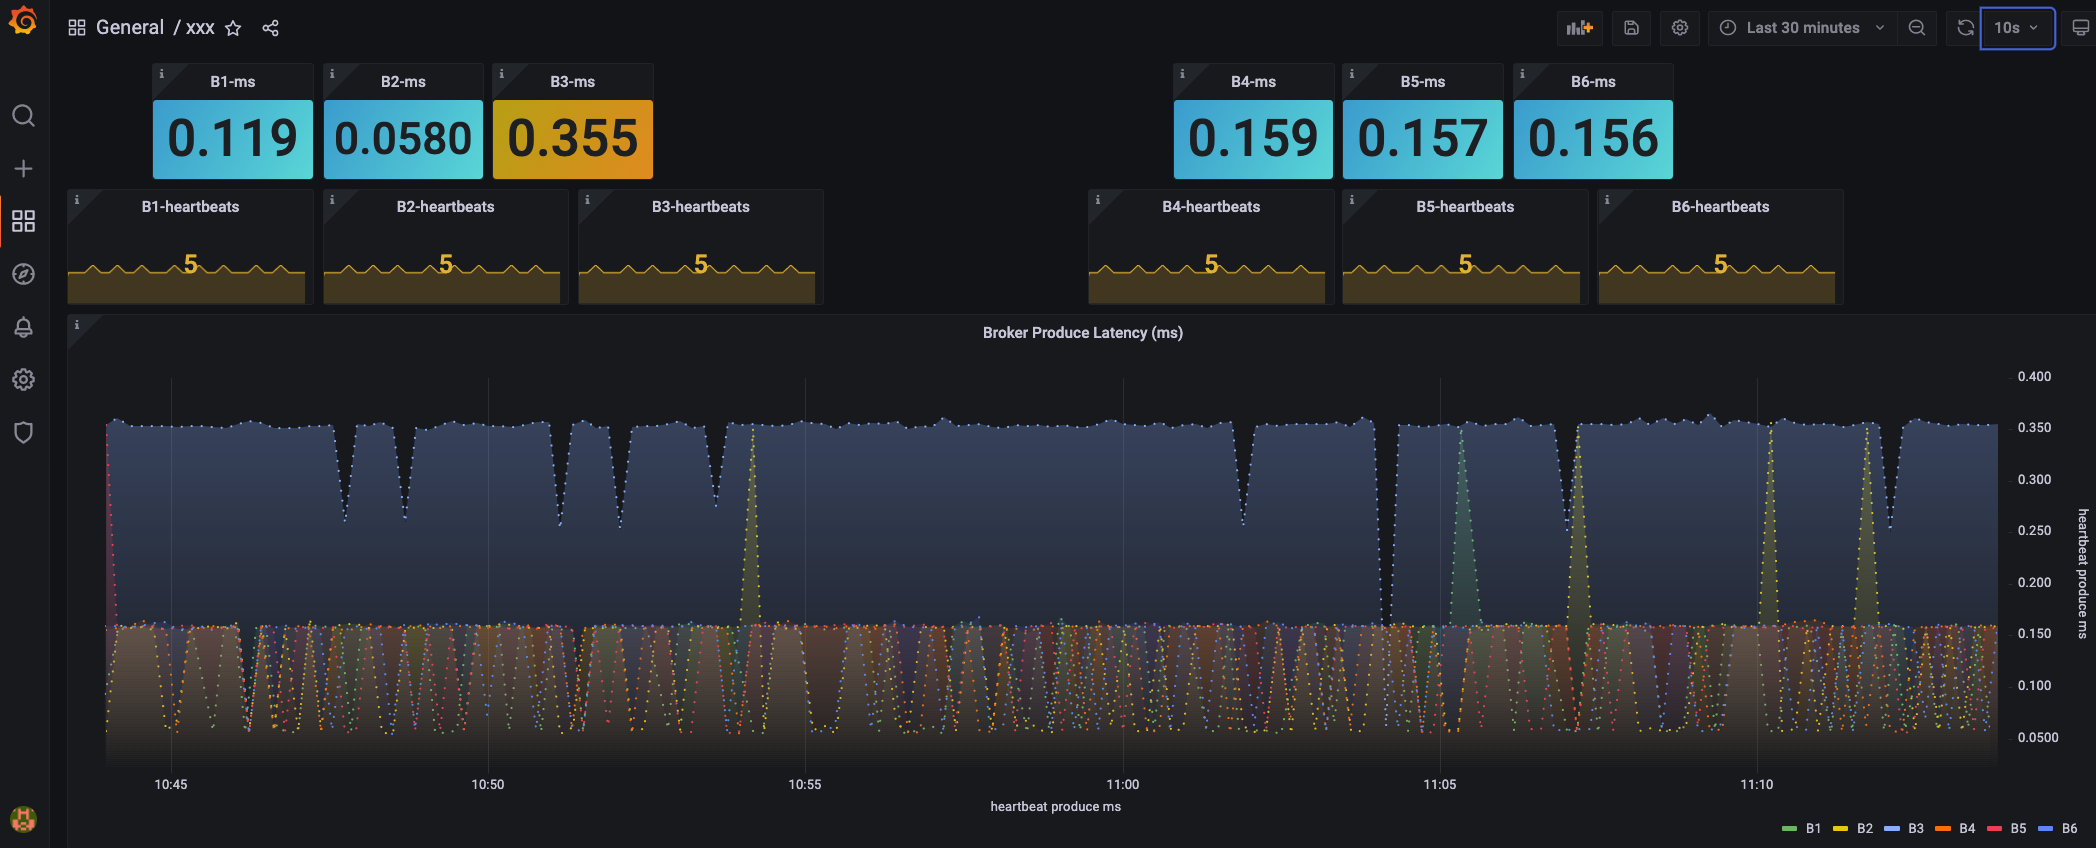 General / xxx
Last 30 minutes
10s
B1-ms
B2-ms
B3-ms
B4-ms
B5-ms
B6-ms
0.119
0.0580
0.355
0.159
0.157
0.156
B1-heartbeats
B2-heartbeats
B3-heartbeats
B4-heartbeats
B5-heartbeats
B6-heartbeats
5
5
5
5
5
5
Broker Produce Latency (ms)
0.400
0.350
0.300
0.250
0.200
0.150
0.100
0.0500
heartbeat produce ms
10:45
10:50
10:55
11:00
11:05
11:10
heartbeat produce ms
B1
B2
B3
B4
B5
B6